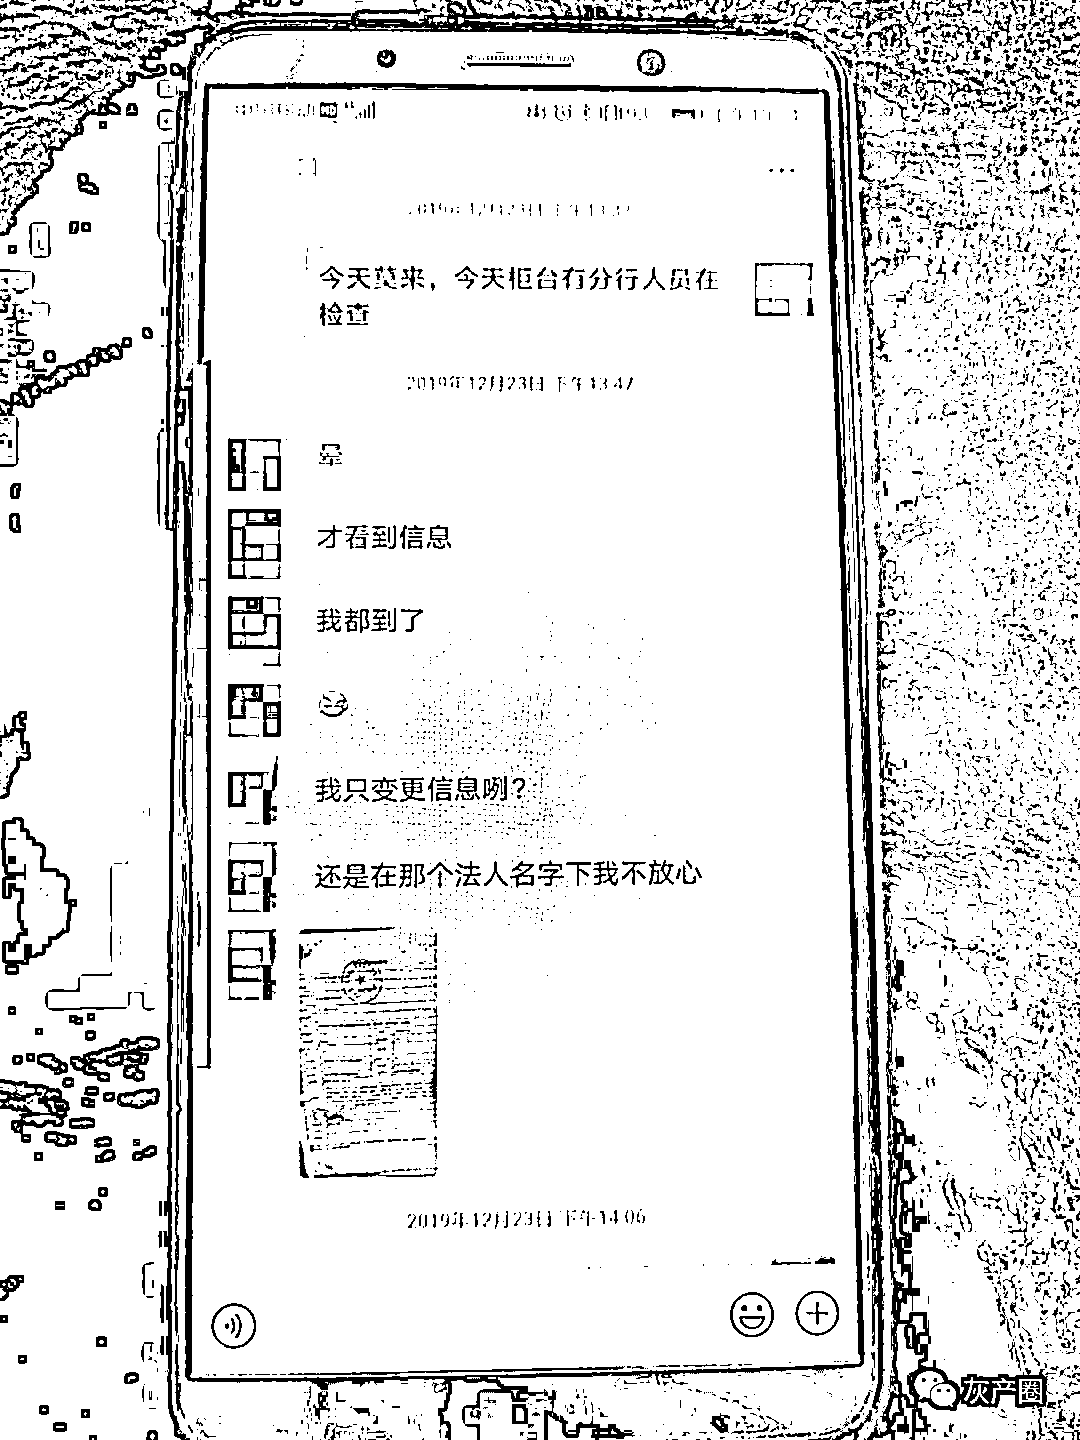 今天莫来，今天柜台有分行人员在
检查
2019年12月23日 下午13:47
晕
才看到信息
我都到了
我只变更信息咧？
还是在那个法人名字下我不放心
2019年12月23日 下午14:06
灰产圈